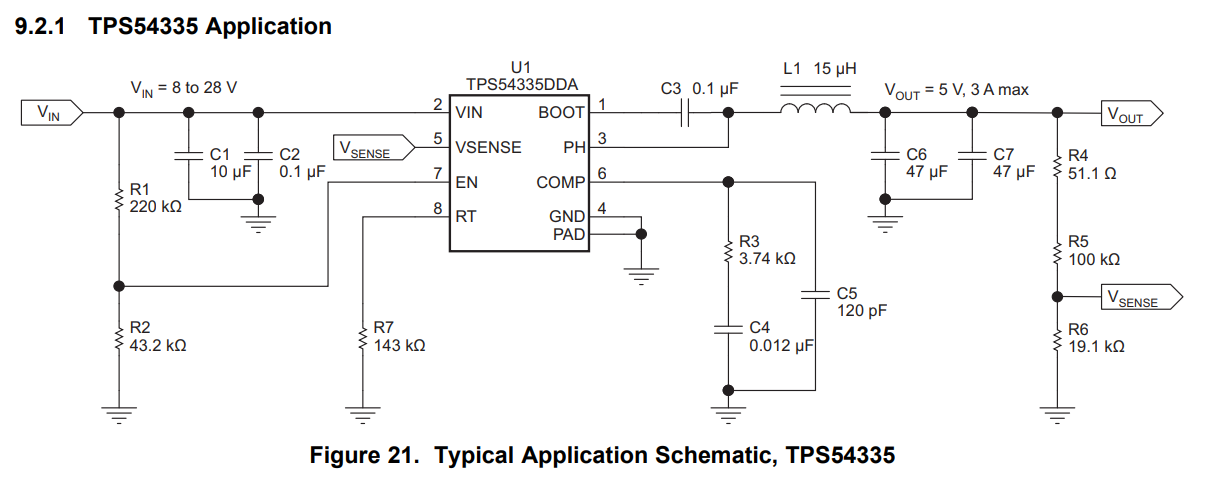 9.2.1 TPS54335 Application
U1
TPS54335DDA
L1 15 µH
VIN = 8 to 28 V
C3 0.1 µF
VOUT = 5 V, 3 A max
VIN
2
VIN
BOOT
1
VOUT
VSENSE
5
VSENSE
PH
3
C1
10 µF
C2
0.1 µF
C6
47 µF
C7
47 µF
R4
51.1 Ω
7
EN
COMP
6
R1
220 kΩ
8
RT
GND
4
PAD
R3
3.74 kΩ
R5
100 kΩ
C5
120 pF
VSENSE
R2
43.2 kΩ
R7
143 kΩ
C4
0.012 µF
R6
19.1 kΩ
Figure 21. Typical Application Schematic, TPS54335